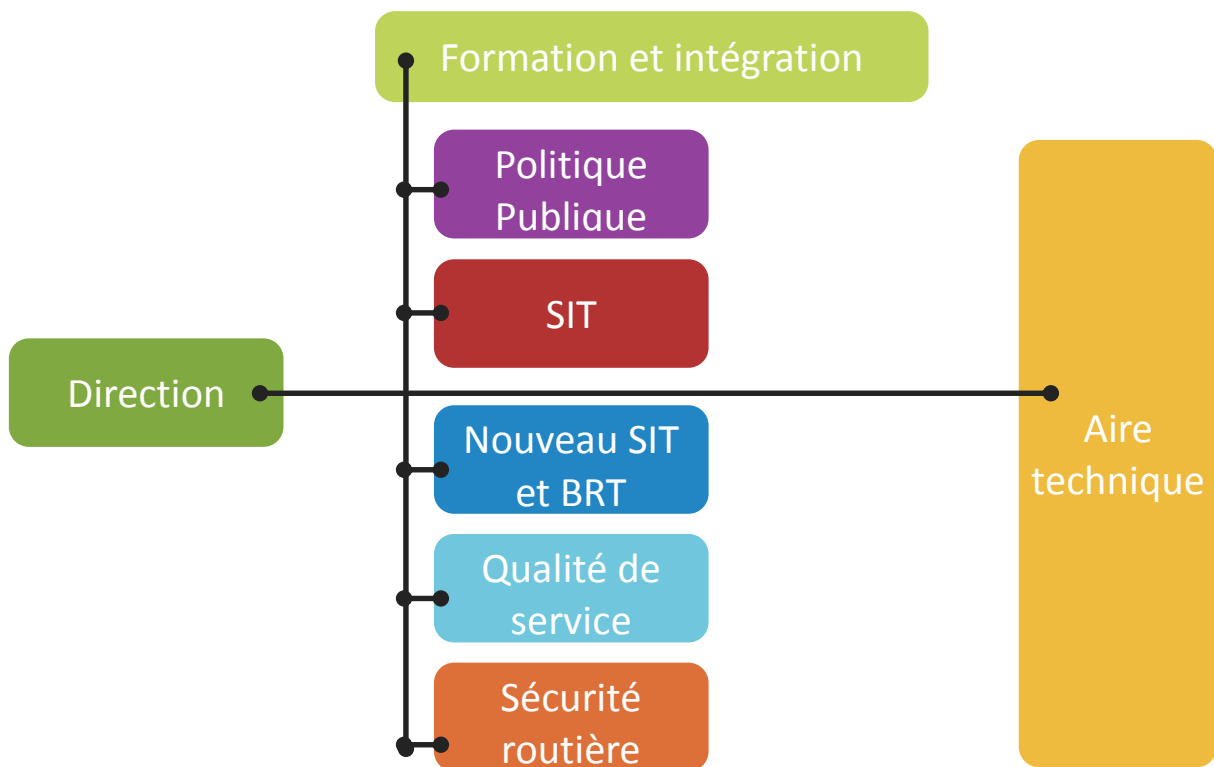 Formation et intégration
Politique
Publique
SIT
Direction
Nouveau SIT
et BRT
Aire
technique
Qualité de
service
Sécurité
routière